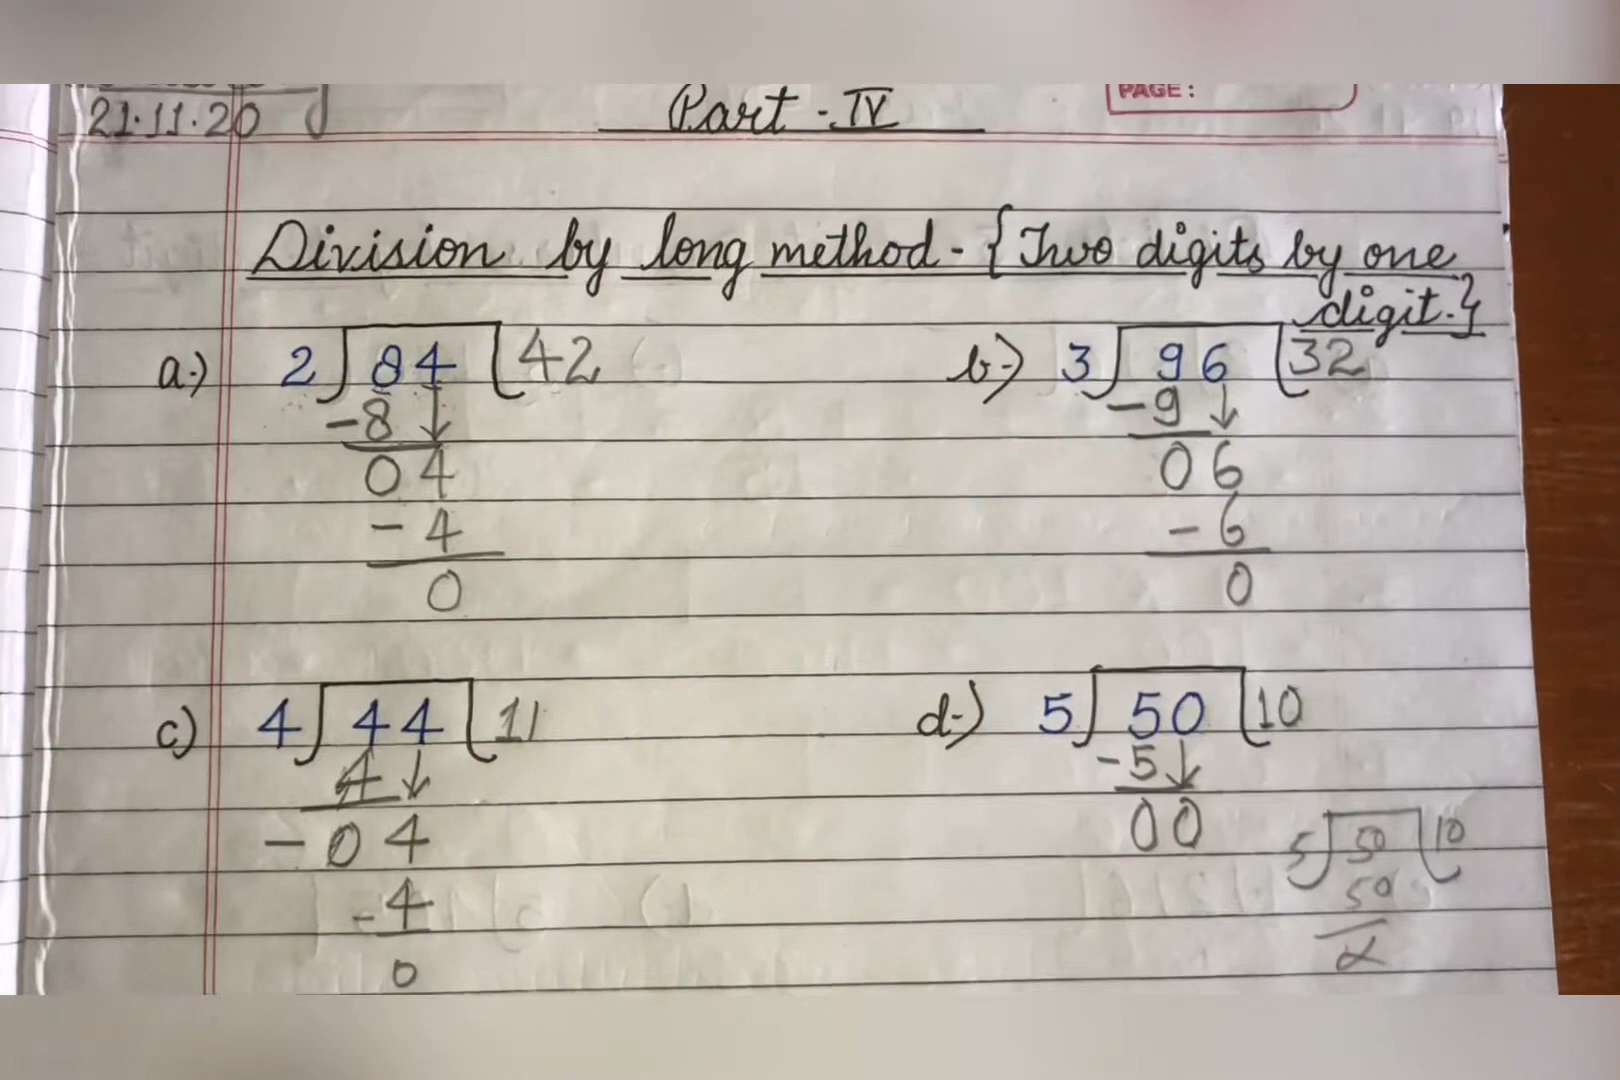 21.11.20
Part - IV
PAGE :
Division by long method - {Two digits by one
digit.}
a.) 2 84 42
-8 ↓
04
- 4
0
b.) 3 96 32
-9 ↓
06
- 6
0
c) 4 44 11
4 ↓
- 04
- 4
0
d.) 5 50 10
-5 ↓
00
5 50 10
50